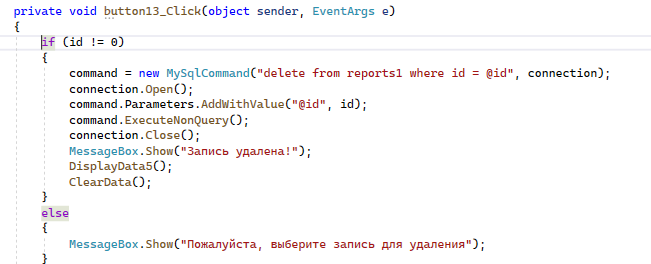 private void button13_Click(object sender, EventArgs e)
{
if (id != 0)
{
command = new MySqlCommand("delete from reports1 where id = @id", connection);
connection.Open();
command.Parameters.AddWithValue("@id", id);
command.ExecuteNonQuery();
connection.Close();
MessageBox.Show("Запись удалена!");
DisplayData5();
ClearData();
}
else
{
MessageBox.Show("Пожалуйста, выберите запись для удаления");
}